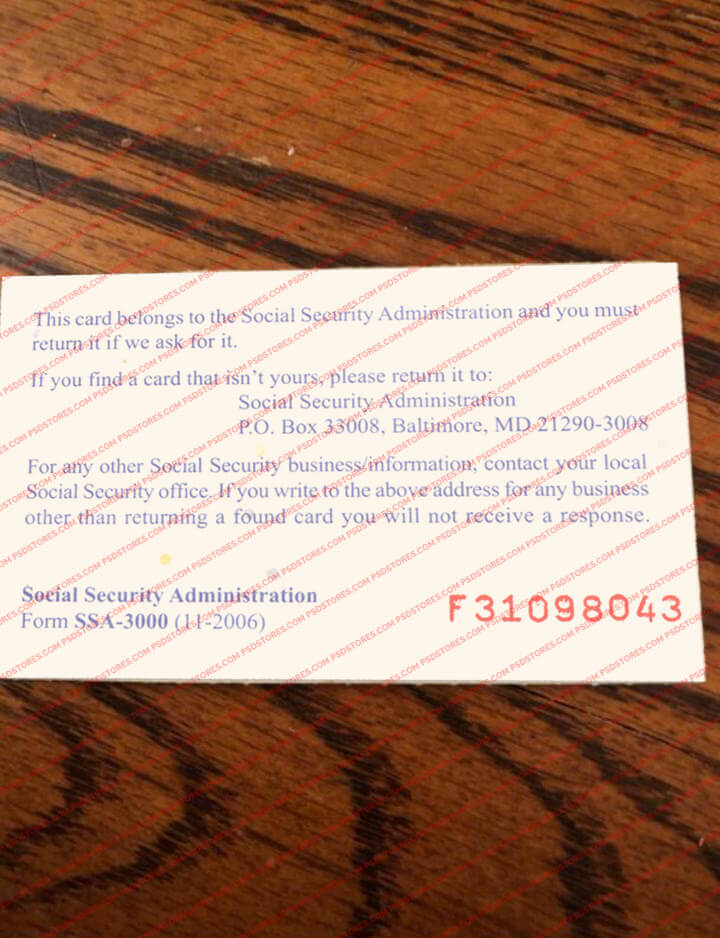 This card belongs to the Social Security Administration and you must
return it if we ask for it.
If you find a card that isn't yours, please return it to:
Social Security Administration
P.O. Box 33008, Baltimore, MD 21290-3008
For any other Social Security business/information, contact your local
Social Security office. If you write to the above address for any business
other than returning a found card you will not receive a response.
Social Security Administration
Form SSA-3000 (11-2006)
F31098043
PSDSTORES.COM